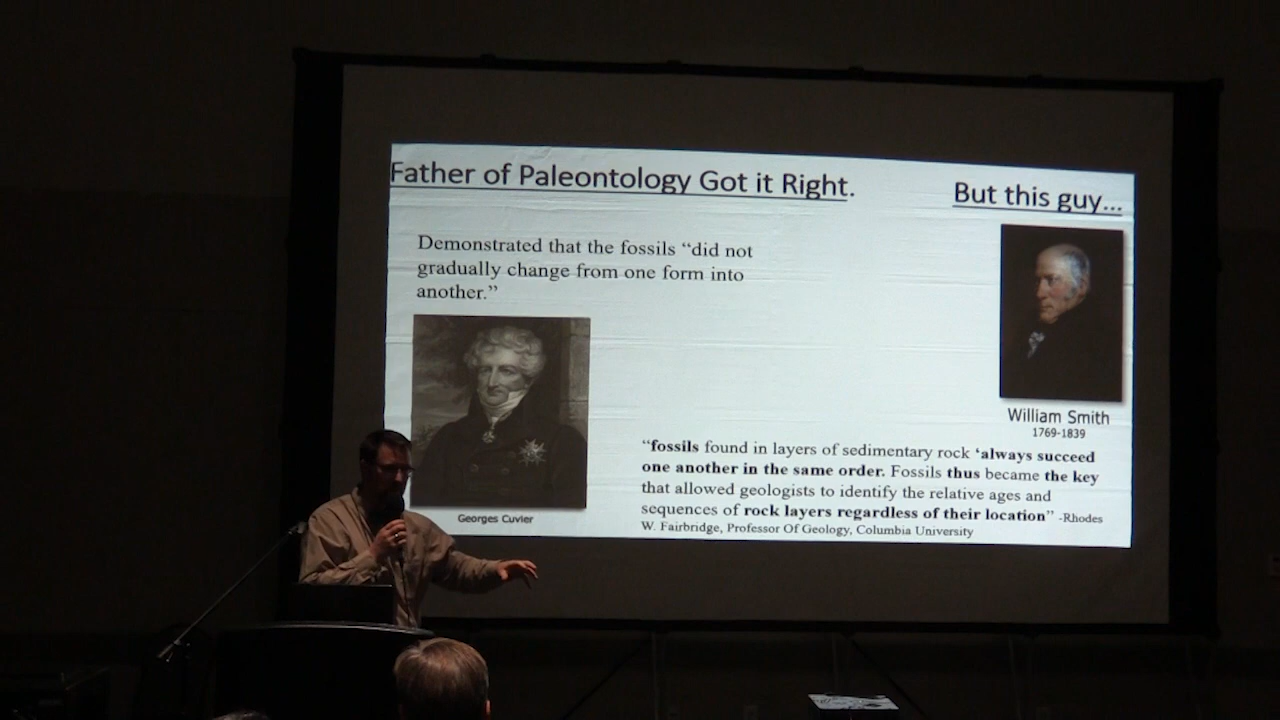 Father of Paleontology Got it Right.
But this guy...
Demonstrated that the fossils “did not
gradually change from one form into
another.”
Georges Cuvier
William Smith
1769-1839
“fossils found in layers of sedimentary rock ‘always succeed
one another in the same order. Fossils thus became the key
that allowed geologists to identify the relative ages and
sequences of rock layers regardless of their location” -Rhodes
W. Fairbridge, Professor Of Geology, Columbia University